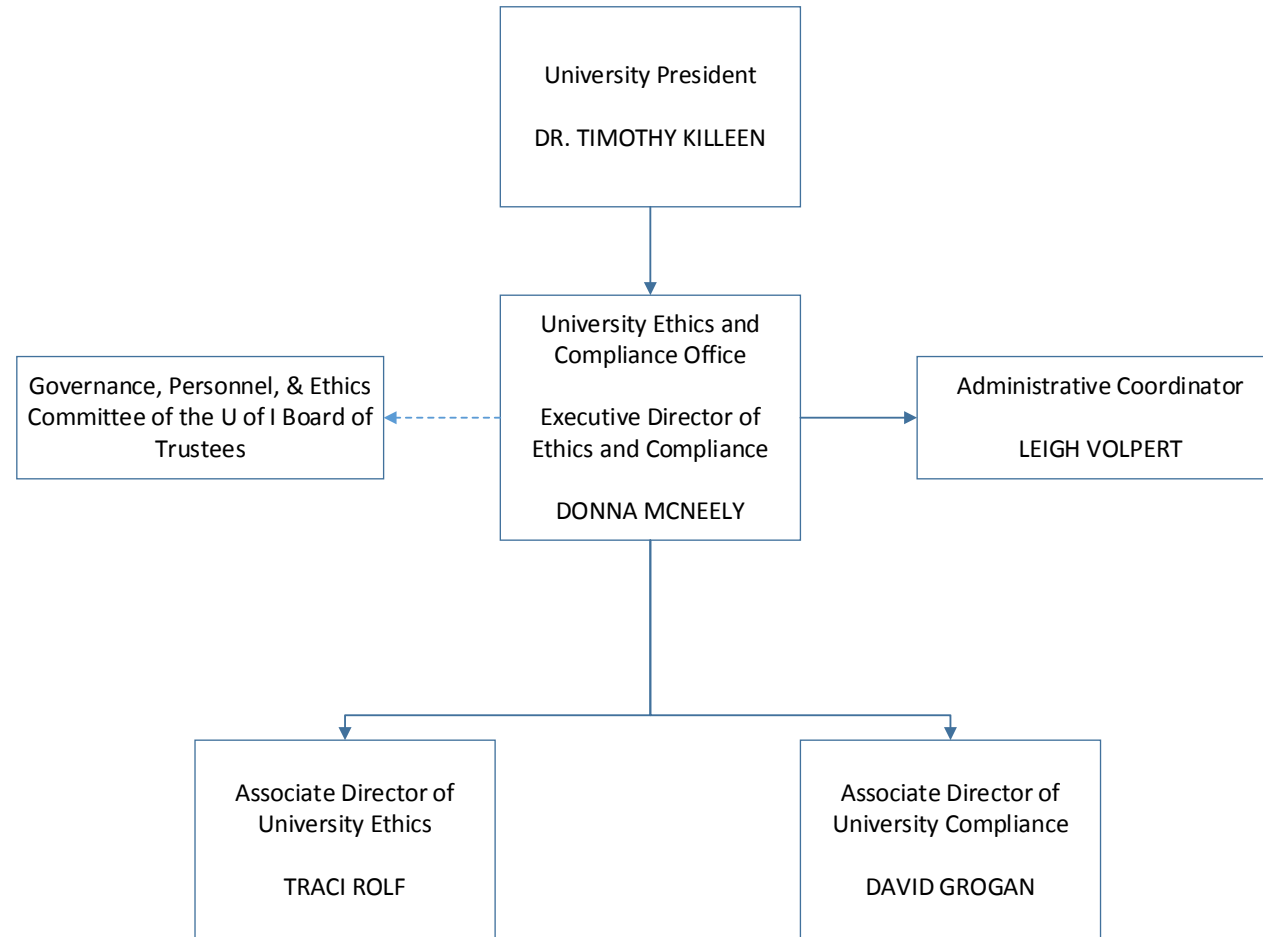 University President
DR. TIMOTHY KILLEEN
University Ethics and
Compliance Office
Executive Director of
Ethics and Compliance
DONNA MCNEELY
Governance, Personnel, & Ethics
Committee of the U of I Board of
Trustees
Administrative Coordinator
LEIGH VOLPERT
Associate Director of
University Ethics
TRACI ROLF
Associate Director of
University Compliance
DAVID GROGAN